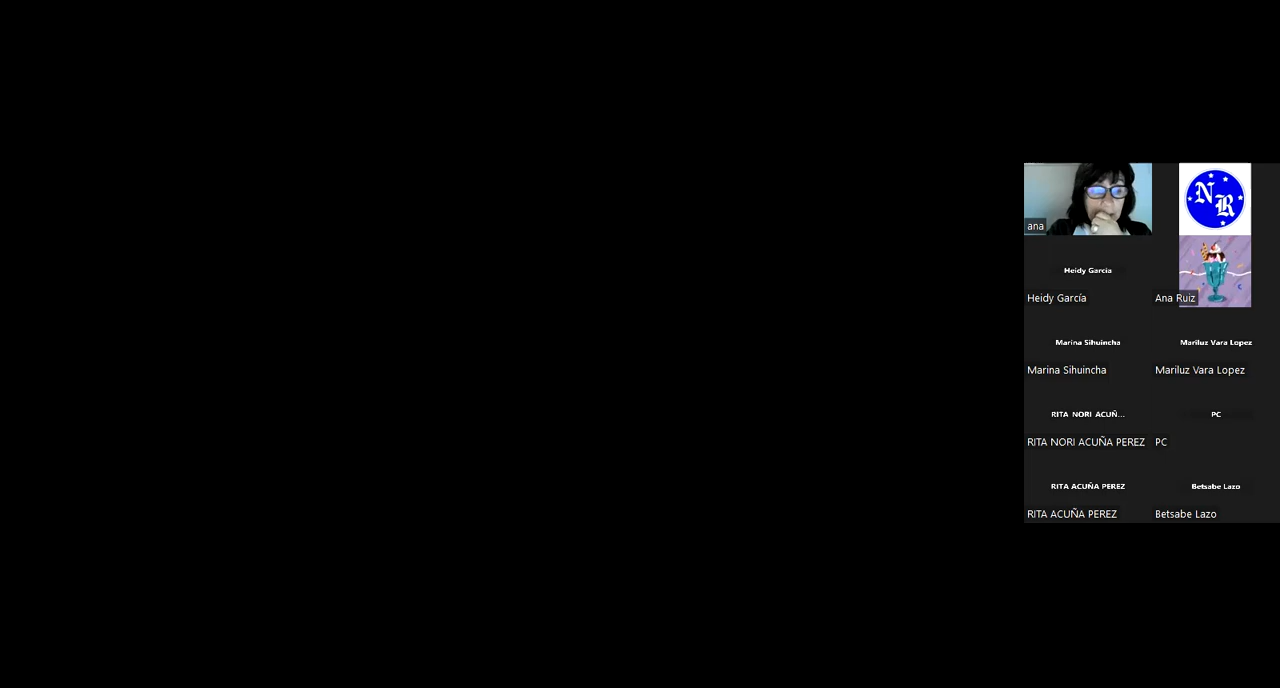 ana
N
R
Heidy García
Heidy García
Ana Ruiz
Marina Sihuincha
Mariluz Vara Lopez
Marina Sihuincha
Mariluz Vara Lopez
RITA NORI ACUÑ...
PC
RITA NORI ACUÑA PEREZ
PC
RITA ACUÑA PEREZ
Betsabe Lazo
RITA ACUÑA PEREZ
Betsabe Lazo